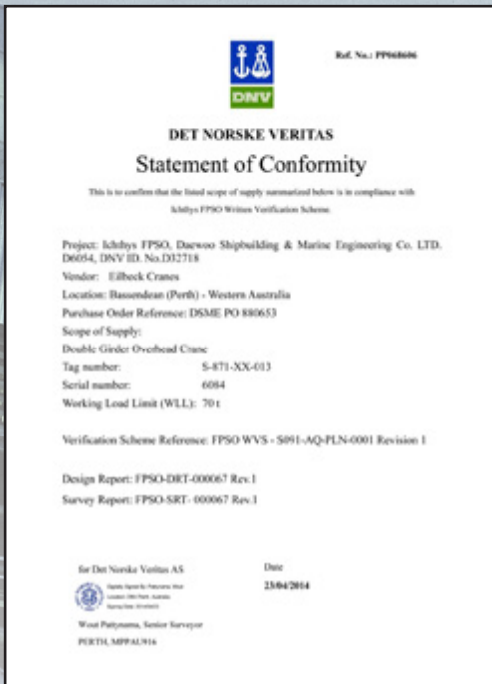 Ref. No.: PP068606
DNV
DET NORSKE VERITAS
Statement of Conformity
This is to confirm that the listed scope of supply summarized below is in compliance with
Ichthys FPSO Written Verification Scheme.
Project: Ichthys FPSO, Daewoo Shipbuilding & Marine Engineering Co. LTD.
D6054, DNV ID. No.D32718
Vendor: Eilbeck Cranes
Location: Bassendean (Perth) - Western Australia
Purchase Order Reference: DSME PO 880653
Scope of Supply:
Double Girder Overhead Crane
Tag number: S-871-XX-013
Serial number: 6084
Working Load Limit (WLL): 70 t
Verification Scheme Reference: FPSO WVS - S091-AQ-PLN-0001 Revision 1
Design Report: FPSO-DRT-000067 Rev.1
Survey Report: FPSO-SRT- 000067 Rev.1
for Det Norske Veritas AS
Date
23/04/2014
Wout Pattynama, Senior Surveyor
PERTH, MPPAU916